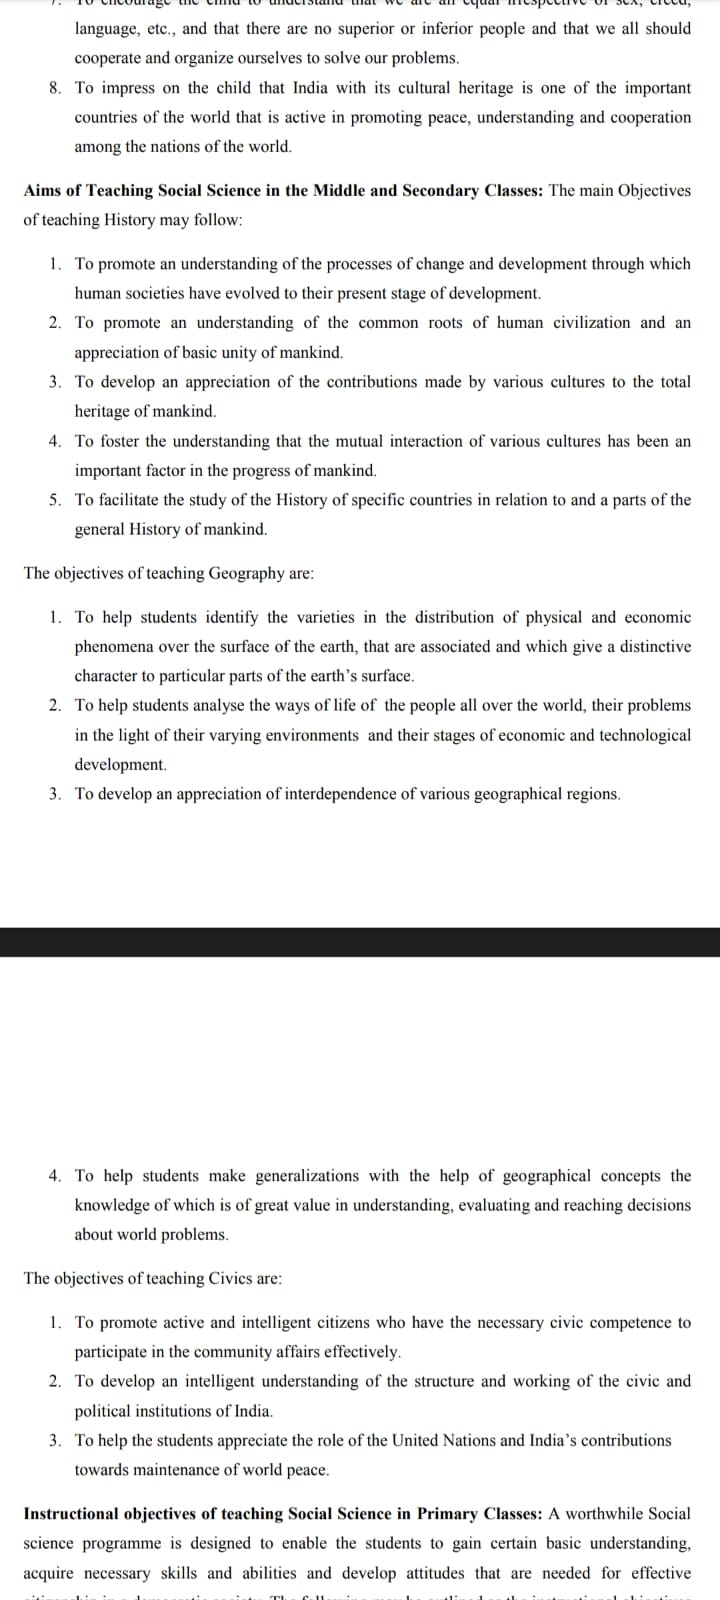 7. To encourage the child to understand that we are all equal irrespective of sex, creed,
language, etc., and that there are no superior or inferior people and that we all should
cooperate and organize ourselves to solve our problems.
8. To impress on the child that India with its cultural heritage is one of the important
countries of the world that is active in promoting peace, understanding and cooperation
among the nations of the world.
Aims of Teaching Social Science in the Middle and Secondary Classes: The main Objectives
of teaching History may follow:
1. To promote an understanding of the processes of change and development through which
human societies have evolved to their present stage of development.
2. To promote an understanding of the common roots of human civilization and an
appreciation of basic unity of mankind.
3. To develop an appreciation of the contributions made by various cultures to the total
heritage of mankind.
4. To foster the understanding that the mutual interaction of various cultures has been an
important factor in the progress of mankind.
5. To facilitate the study of the History of specific countries in relation to and a parts of the
general History of mankind.
The objectives of teaching Geography are:
1. To help students identify the varieties in the distribution of physical and economic
phenomena over the surface of the earth, that are associated and which give a distinctive
character to particular parts of the earth's surface.
2. To help students analyse the ways of life of the people all over the world, their problems
in the light of their varying environments and their stages of economic and technological
development.
3. To develop an appreciation of interdependence of various geographical regions.
4. To help students make generalizations with the help of geographical concepts the
knowledge of which is of great value in understanding, evaluating and reaching decisions
about world problems.
The objectives of teaching Civics are:
1. To promote active and intelligent citizens who have the necessary civic competence to
participate in the community affairs effectively.
2. To develop an intelligent understanding of the structure and working of the civic and
political institutions of India.
3. To help the students appreciate the role of the United Nations and India's contributions
towards maintenance of world peace.
Instructional objectives of teaching Social Science in Primary Classes: A worthwhile Social
science programme is designed to enable the students to gain certain basic understanding,
acquire necessary skills and abilities and develop attitudes that are needed for effective